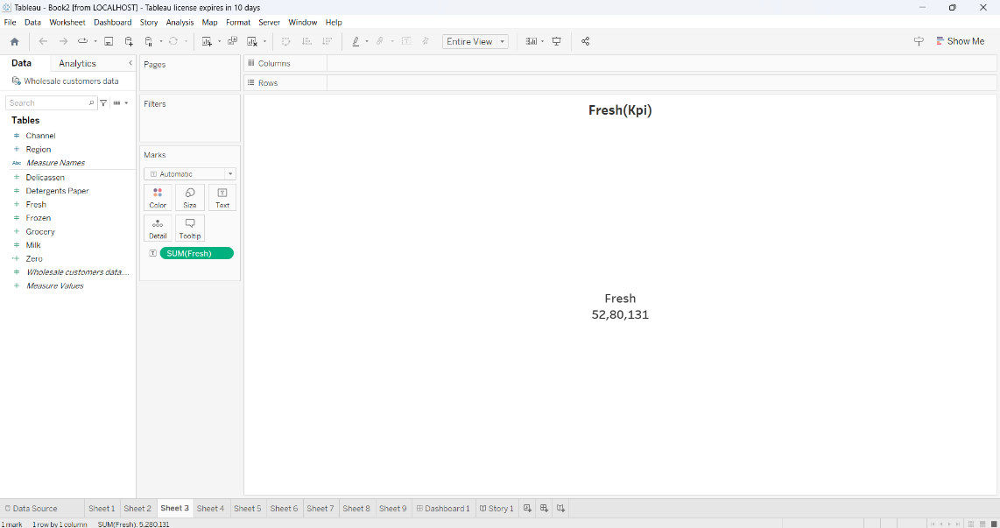 Tableau - Book2 [from LOCALHOST] - Tableau license expires in 10 days
File Data Worksheet Dashboard Story Analysis Map Format Server Window Help
Entire View
Show Me
Data Analytics
Wholesale customers data
Search
Tables
Channel
Region
Abc Measure Names
Delicassen
Detergents Paper
Fresh
Frozen
Grocery
Milk
Zero
Wholesale customers data....
Measure Values
Pages
Filters
Marks
Automatic
Color Size Text
Detail Tooltip
SUM(Fresh)
Columns
Rows
Fresh(Kpi)
Fresh
52,80,131
Data Source Sheet 1 Sheet 2 Sheet 3 Sheet 4 Sheet 5 Sheet 6 Sheet 7 Sheet 8 Sheet 9 Dashboard 1 Story 1
1 mark 1 row by 1 column SUM(Fresh): 5,280,131